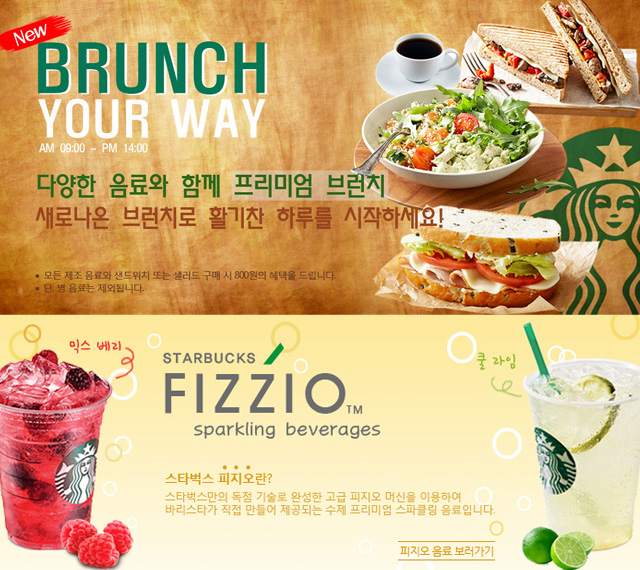 New
BRUNCH
YOUR WAY
AM 09:00 - PM 14:00
다양한 음료와 함께 프리미엄 브런치
새로나온 브런치로 활기찬 하루를 시작하세요!
• 모든 제조 음료와 샌드위치 또는 샐러드 구매 시 800원의 혜택을 드립니다.
• 단, 병 음료는 제외됩니다.
믹스 베리
STARBUCKS
FIZZIO TM
sparkling beverages
쿨 라임
스타벅스 피지오란?
스타벅스만의 독점 기술로 완성한 고급 피지오 머신을 이용하여
바리스타가 직접 만들어 제공되는 수제 프리미엄 스파클링 음료입니다.
피지오 음료 보러가기